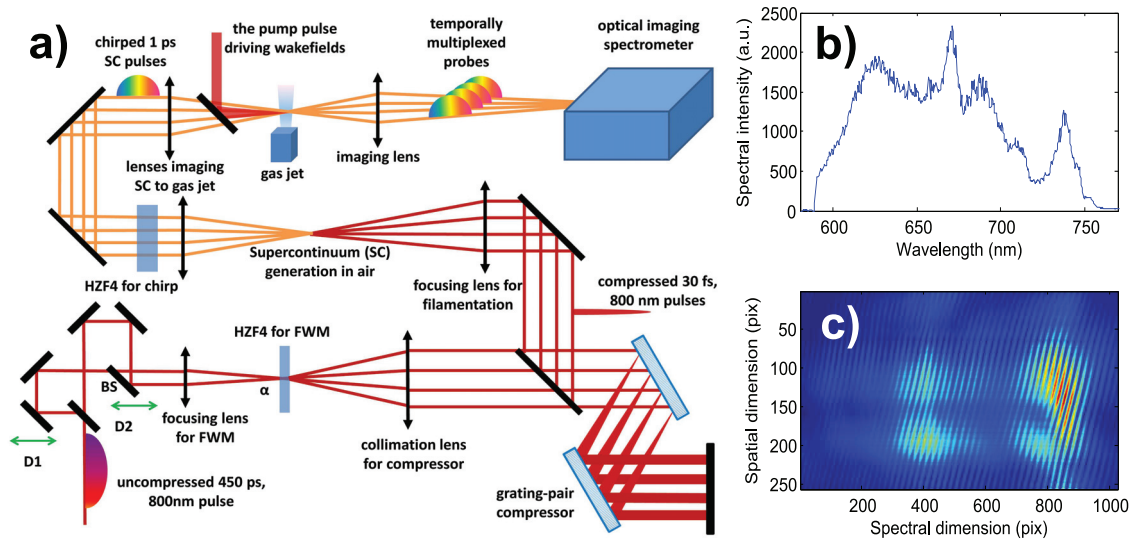 a)
chirped 1 ps
SC pulses
the pump pulse
driving wakefields
temporally
multiplexed
probes
optical imaging
spectrometer
lenses imaging
SC to gas jet
gas jet
imaging lens
HZF4 for chirp
Supercontinuum (SC)
generation in air
focusing lens for
filamentation
compressed 30 fs,
800 nm pulses
HZF4 for FWM
α
BS
D2
D1
focusing lens
for FWM
collimation lens
for compressor
uncompressed 450 ps,
800nm pulse
grating-pair
compressor
b)
Spectral intensity (a.u.)
2500
2000
1500
1000
500
0
600 650 700 750
Wavelength (nm)
c)
Spatial dimension (pix)
50
100
150
200
250
200 400 600 800 1000
Spectral dimension (pix)